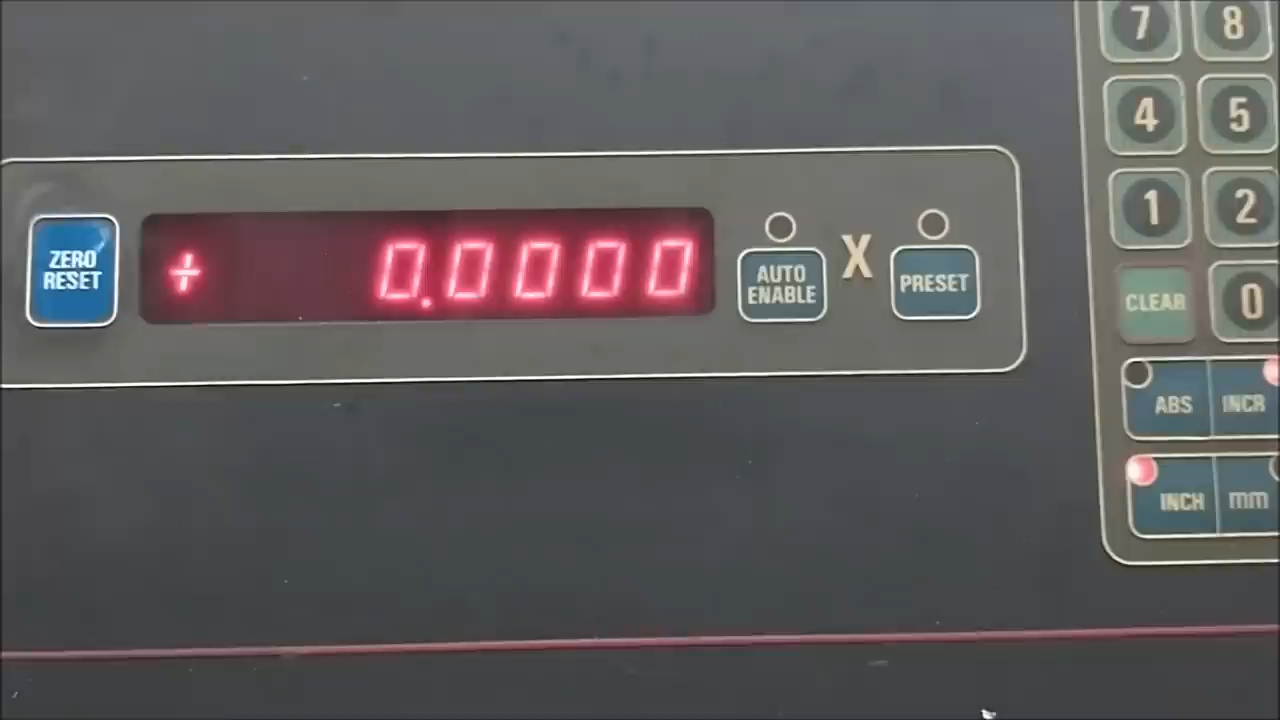 7 8
4 5
1 2
ZERO
RESET
+ 0.0000
AUTO
ENABLE
X
PRESET
CLEAR 0
ABS INCR
INCH mm